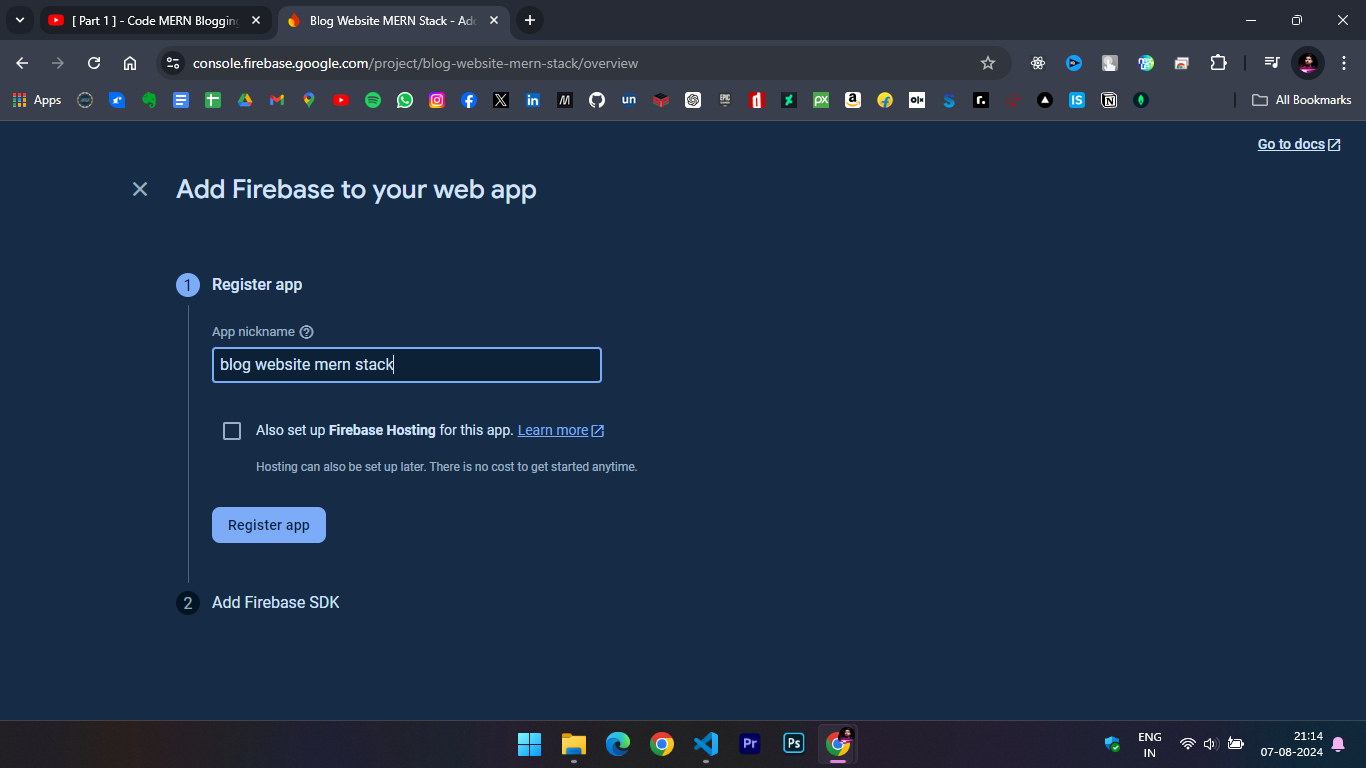 [ Part 1 ] - Code MERN Blogging
Blog Website MERN Stack - Ad
console.firebase.google.com/project/blog-website-mern-stack/overview
Apps
All Bookmarks
Go to docs
Add Firebase to your web app
1 Register app
App nickname
blog website mern stack
Also set up Firebase Hosting for this app. Learn more
Hosting can also be set up later. There is no cost to get started anytime.
Register app
2 Add Firebase SDK
ENG
IN
21:14
07-08-2024